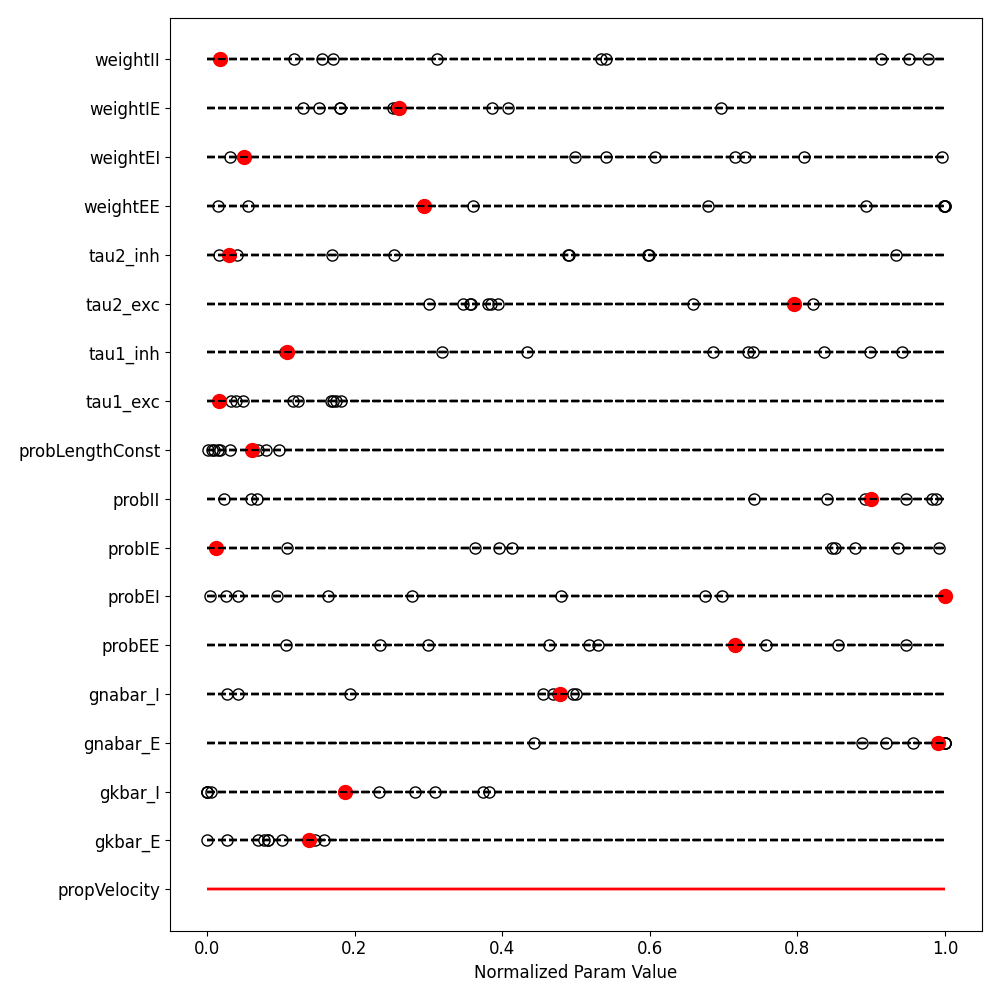 weightII
weightIE
weightEI
weightEE
tau2_inh
tau2_exc
tau1_inh
tau1_exc
probLengthConst
probII
probIE
probEI
probEE
gnabar_I
gnabar_E
gkbar_I
gkbar_E
propVelocity
0.0 0.2 0.4 0.6 0.8 1.0
Normalized Param Value